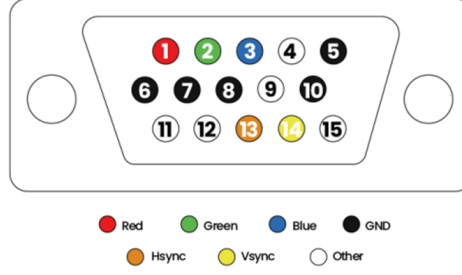 1 2 3 4 5
6 7 8 9 10
11 12 13 14 15
Red Green Blue GND
Hsync Vsync Other